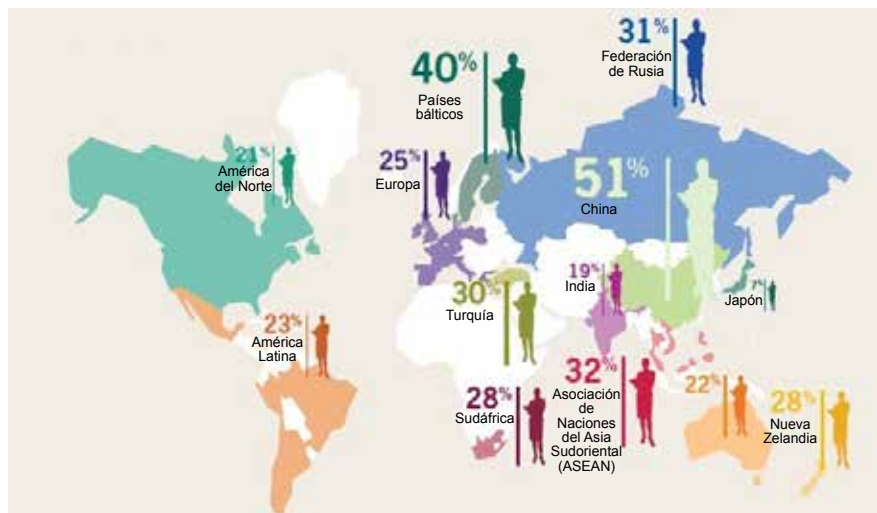 31%
Federación
de Rusia
40%
Países
bálticos
21%
América
del Norte
25%
Europa
51%
China
19%
India
7%
Japón
30%
Turquía
23%
América
Latina
32%
Asociación
de
Naciones
del Asia
Sudoriental
(ASEAN)
28%
Sudáfrica
22%
28%
Nueva
Zelandia